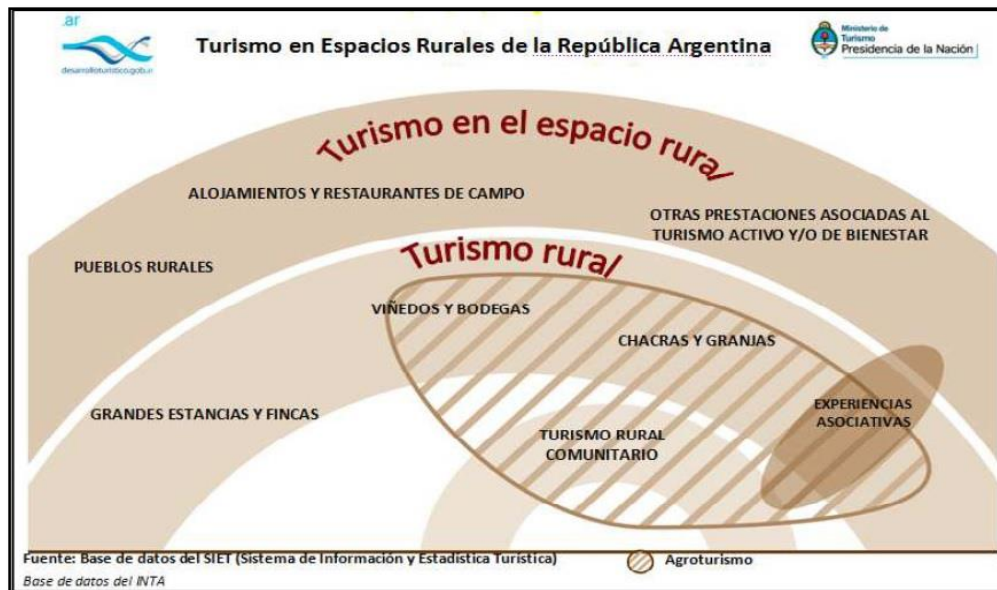 .ar
desarrolloturistico.gob.ar
Turismo en Espacios Rurales de la República Argentina
Ministerio de
Turismo
Presidencia de la Nación
Turismo en el espacio rural
ALOJAMIENTOS Y RESTAURANTES DE CAMPO
OTRAS PRESTACIONES ASOCIADAS AL
TURISMO ACTIVO Y/O DE BIENESTAR
PUEBLOS RURALES
Turismo rural
VIÑEDOS Y BODEGAS
CHACRAS Y GRANJAS
GRANDES ESTANCIAS Y FINCAS
EXPERIENCIAS
ASOCIATIVAS
TURISMO RURAL
COMUNITARIO
Fuente: Base de datos del SIET (Sistema de Información y Estadística Turística)
Agroturismo
Base de datos del INTA